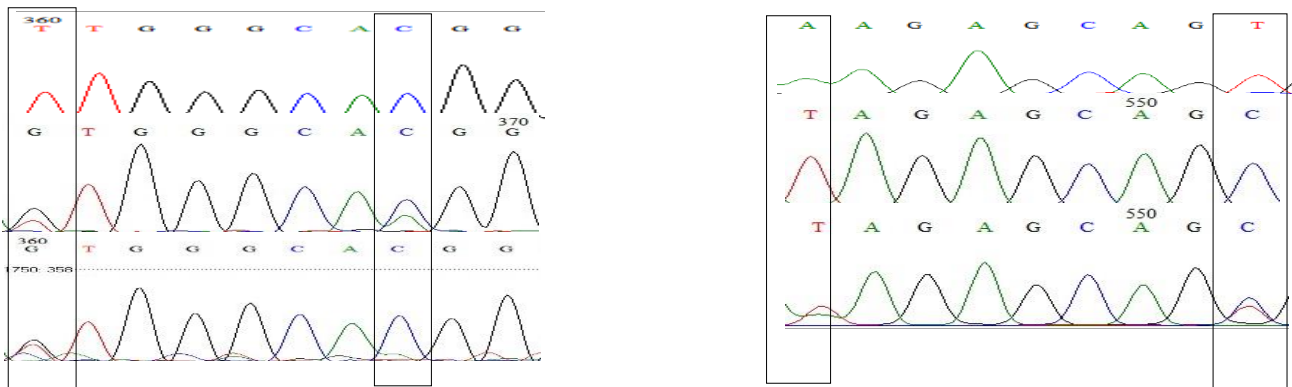 360
T T G G G C A C G G
370
G T G G G C A C G G
360
G T G G G C A C G G
1750: 358
A A G A G C A G T
550
T A G A G C A G C
550
T A G A G C A G C